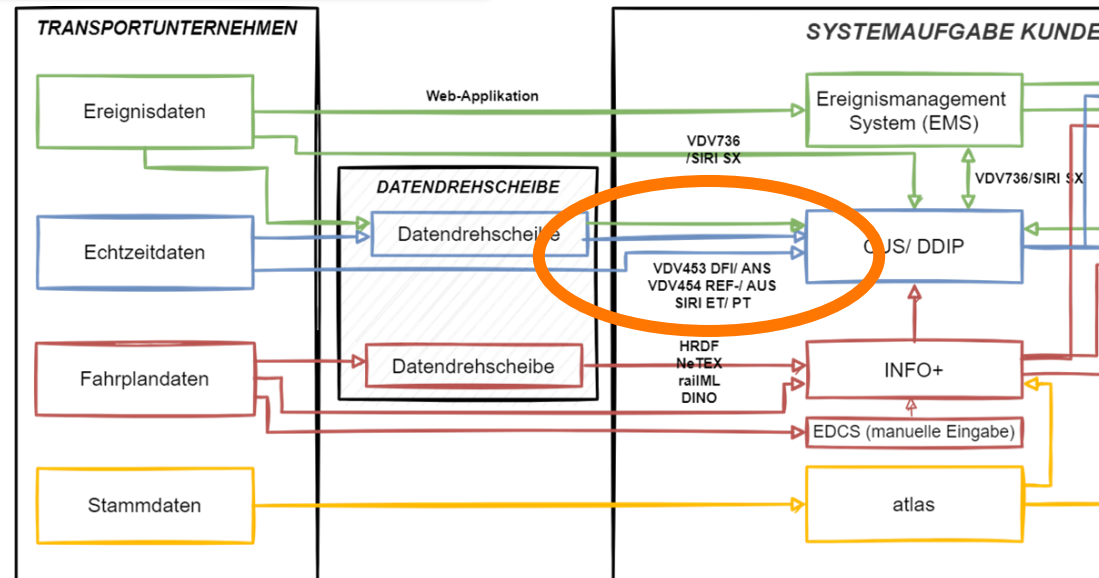 TRANSPORTUNTERNEHMEN
SYSTEMAUFGABE KUNDE
Ereignisdaten
Web-Applikation
Ereignismanagement
System (EMS)
VDV736
/SIRI SX
VDV736/SIRI SX
DATENDREHSCHEIBE
Echtzeitdaten
Datendrehscheibe
CUS/ DDIP
VDV453 DFI/ ANS
VDV454 REF-/ AUS
SIRI ET/ PT
Fahrplandaten
Datendrehscheibe
HRDF
NeTEX
railML
DINO
INFO+
EDCS (manuelle Eingabe)
Stammdaten
atlas